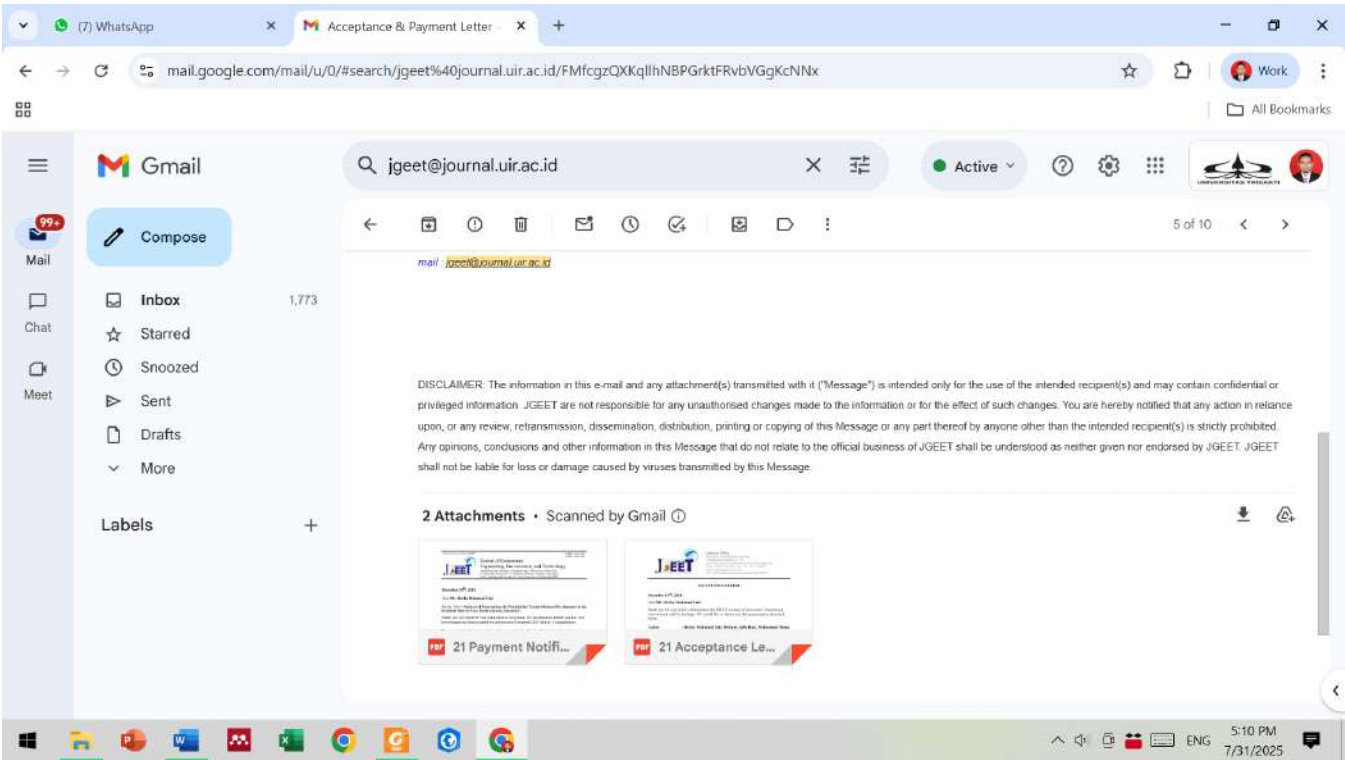 (7) WhatsApp
Acceptance & Payment Letter -
mail.google.com/mail/u/0/#search/jgeet%40journal.uir.ac.id/FMfcgzQXKqllhNBPGrktFRvbVGgKcNNx
Work
All Bookmarks
Gmail
jgeet@journal.uir.ac.id
Active
UNIVERSITAS TRISAKTI
99+
Mail
Chat
Meet
Compose
5 of 10
Inbox 1,773
Starred
Snoozed
Sent
Drafts
More
Labels
mail : jgeet@journal.uir.ac.id
DISCLAIMER: The information in this e-mail and any attachment(s) transmitted with it ("Message") is intended only for the use of the intended recipient(s) and may contain confidential or
privileged information. JGEET are not responsible for any unauthorised changes made to the information or for the effect of such changes. You are hereby notified that any action in reliance
upon, or any review, retransmission, dissemination, distribution, printing or copying of this Message or any part thereof by anyone other than the intended recipient(s) is strictly prohibited.
Any opinions, conclusions and other information in this Message that do not relate to the official business of JGEET shall be understood as neither given nor endorsed by JGEET. JGEET
shall not be liable for loss or damage caused by viruses transmitted by this Message.
2 Attachments • Scanned by Gmail
JGEET
JGEET
ACCEPTANCE LETTER
PDF 21 Payment Notifi...
PDF 21 Acceptance Le...
ENG
5:10 PM
7/31/2025